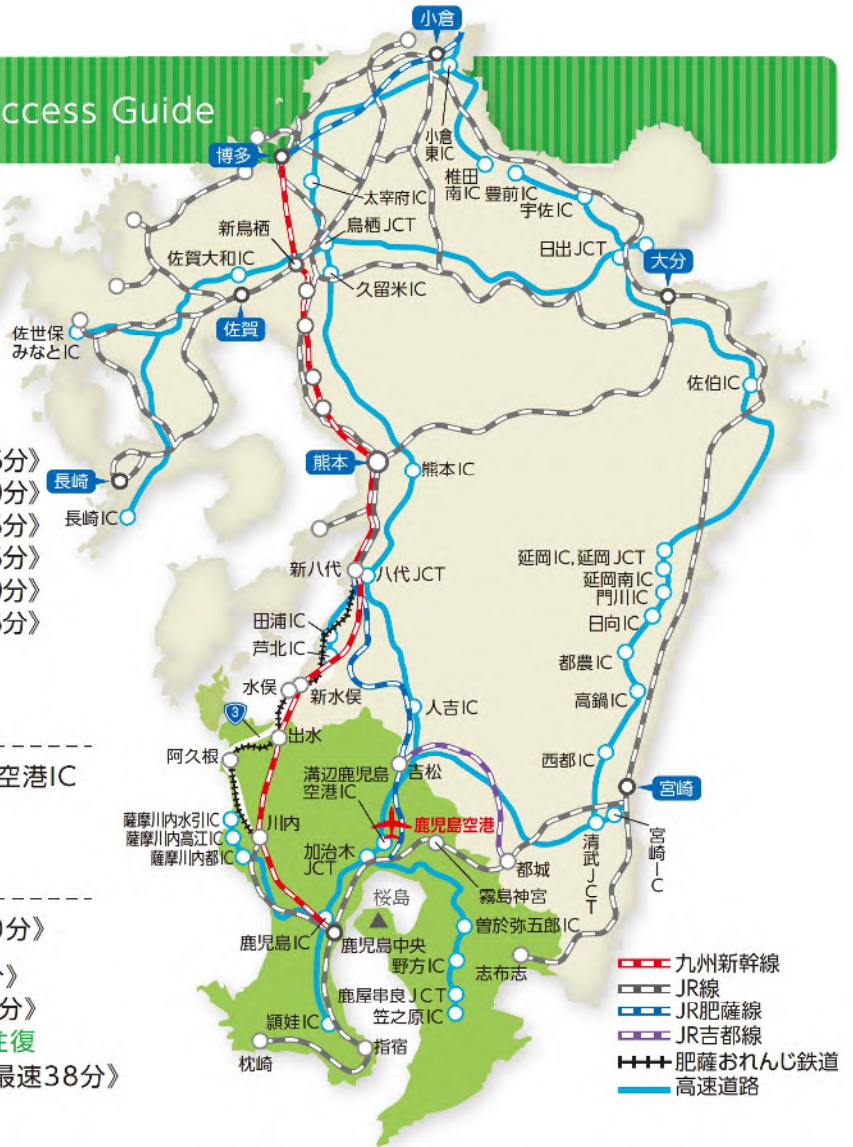 ccess Guide
小倉
小倉
東IC
博多
椎田
南IC
豊前IC
宇佐IC
太宰府IC
新鳥栖
鳥栖JCT
日出JCT
大分
佐賀大和IC
久留米IC
佐賀
佐世保
みなとIC
佐伯IC
分》
長崎
分》
熊本
熊本IC
長崎IC
分》
分》
分》
分》
新八代
八代JCT
延岡IC,延岡JCT
延岡南IC
門川IC
日向IC
田浦IC
芦北IC
都農IC
水俣
新水俣
高鍋IC
人吉IC
3
出水
阿久根
西都IC
空港IC
溝辺鹿児島
空港IC
吉松
宮崎
鹿児島空港
薩摩川内水引IC
薩摩川内高江IC
薩摩川内都IC
川内
加治木
JCT
都城
清武JCT
宮崎IC
霧島神宮
桜島
分》
鹿児島IC
鹿児島中央
曽於弥五郎IC
野方IC
志布志
》
分》
鹿屋串良JCT
笠之原IC
頴娃IC
往復
枕崎
指宿
最速38分》
九州新幹線
JR線
JR肥薩線
JR吉都線
肥薩おれんじ鉄道
高速道路